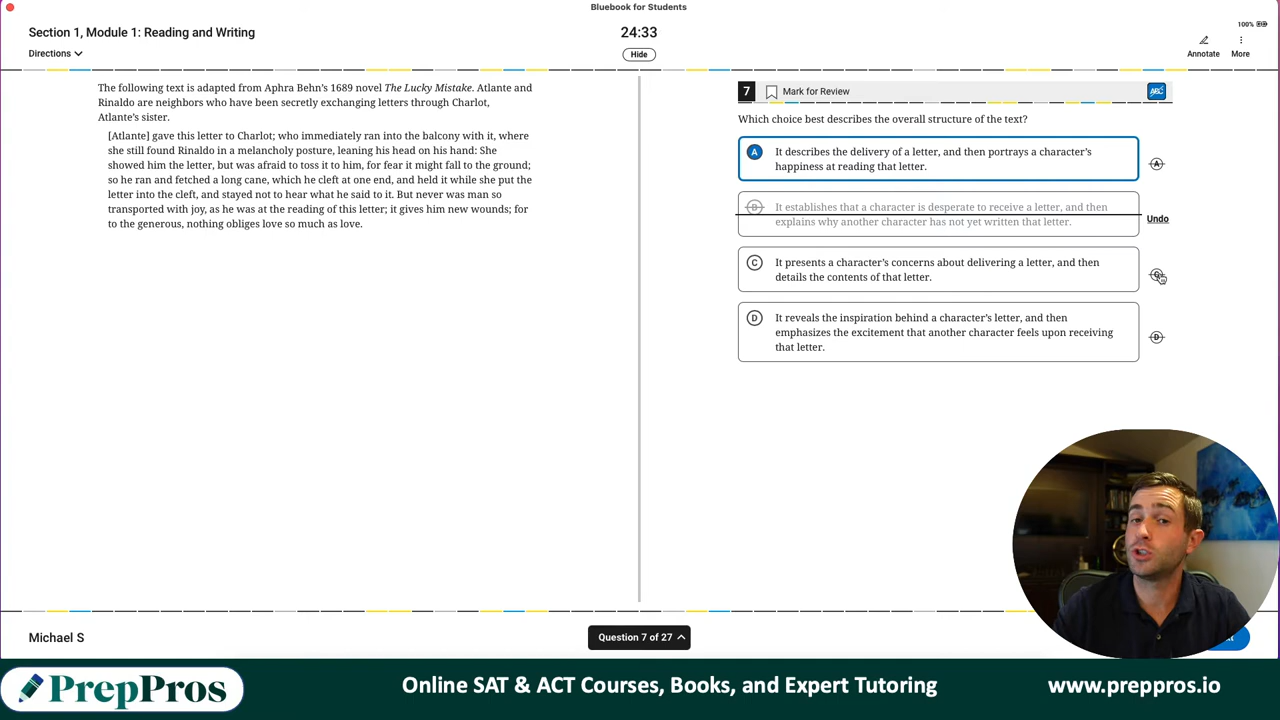 Bluebook for Students
Section 1, Module 1: Reading and Writing
24:33
100%
Directions
Hide
Annotate
More
The following text is adapted from Aphra Behn's 1689 novel The Lucky Mistake. Atlante and
Rinaldo are neighbors who have been secretly exchanging letters through Charlot,
Atlante's sister.
[Atlante] gave this letter to Charlot; who immediately ran into the balcony with it, where
she still found Rinaldo in a melancholy posture, leaning his head on his hand: She
showed him the letter, but was afraid to toss it to him, for fear it might fall to the ground;
so he ran and fetched a long cane, which he cleft at one end, and held it while she put the
letter into the cleft, and stayed not to hear what he said to it. But never was man so
transported with joy, as he was at the reading of this letter; it gives him new wounds; for
to the generous, nothing obliges love so much as love.
7
Mark for Review
ABC
Which choice best describes the overall structure of the text?
A
It describes the delivery of a letter, and then portrays a character's
happiness at reading that letter.
A
B
It establishes that a character is desperate to receive a letter, and then
explains why another character has not yet written that letter.
Undo
C
It presents a character's concerns about delivering a letter, and then
details the contents of that letter.
C
D
It reveals the inspiration behind a character's letter, and then
emphasizes the excitement that another character feels upon receiving
that letter.
D
Michael S
Question 7 of 27
PrepPros
Online SAT & ACT Courses, Books, and Expert Tutoring
www.preppros.io